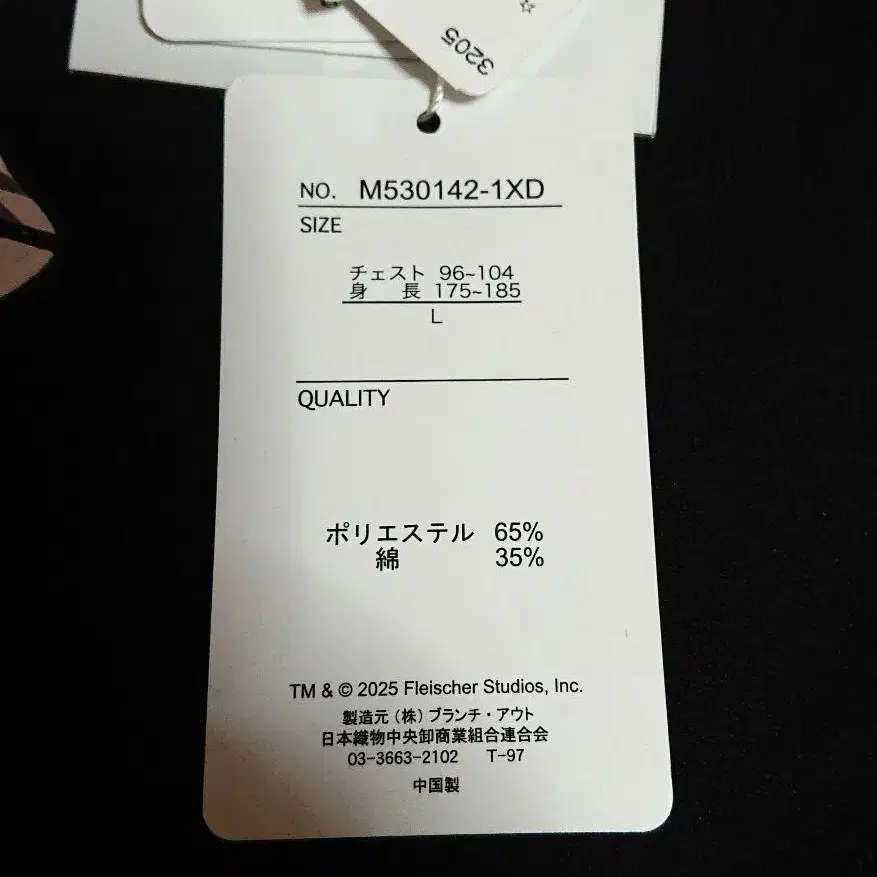 3205
☆
NO. M530142-1XD
SIZE
チェスト 96~104
身 長 175~185
L
QUALITY
ポリエステル 65%
綿 35%
TM & © 2025 Fleischer Studios, Inc.
製造元（株）ブランチ・アウト
日本織物中央卸商業組合連合会
03-3663-2102 T-97
中国製